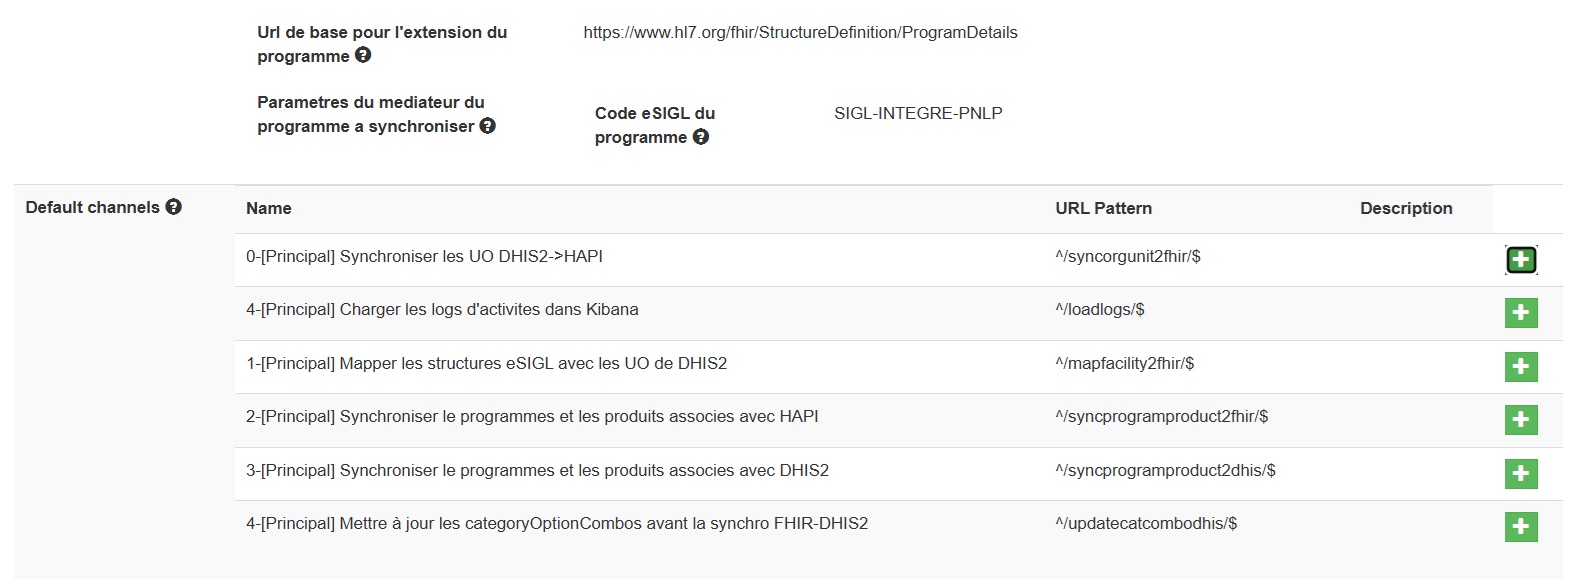 Url de base pour l'extension du
programme
https://www.hl7.org/fhir/StructureDefinition/ProgramDetails
Parametres du mediateur du
programme a synchroniser
Code eSIGL du
programme
SIGL-INTEGRE-PNLP
Default channels
Name URL Pattern Description
0-[Principal] Synchroniser les UO DHIS2->HAPI ^/syncorgunit2fhir/$
4-[Principal] Charger les logs d'activites dans Kibana ^/loadlogs/$
1-[Principal] Mapper les structures eSIGL avec les UO de DHIS2 ^/mapfacility2fhir/$
2-[Principal] Synchroniser le programmes et les produits associes avec HAPI ^/syncprogramproduct2fhir/$
3-[Principal] Synchroniser le programmes et les produits associes avec DHIS2 ^/syncprogramproduct2dhis/$
4-[Principal] Mettre à jour les categoryOptionCombos avant la synchro FHIR-DHIS2 ^/updatecatcombodhis/$